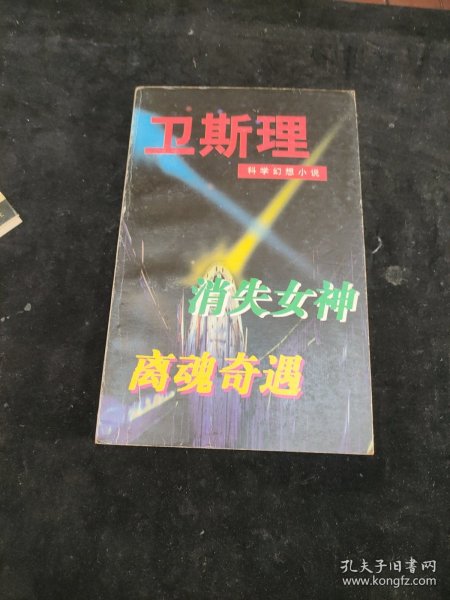 卫斯理
科学幻想小说
消失女神
离魂奇遇
孔夫子旧书网
www.kongfz.com